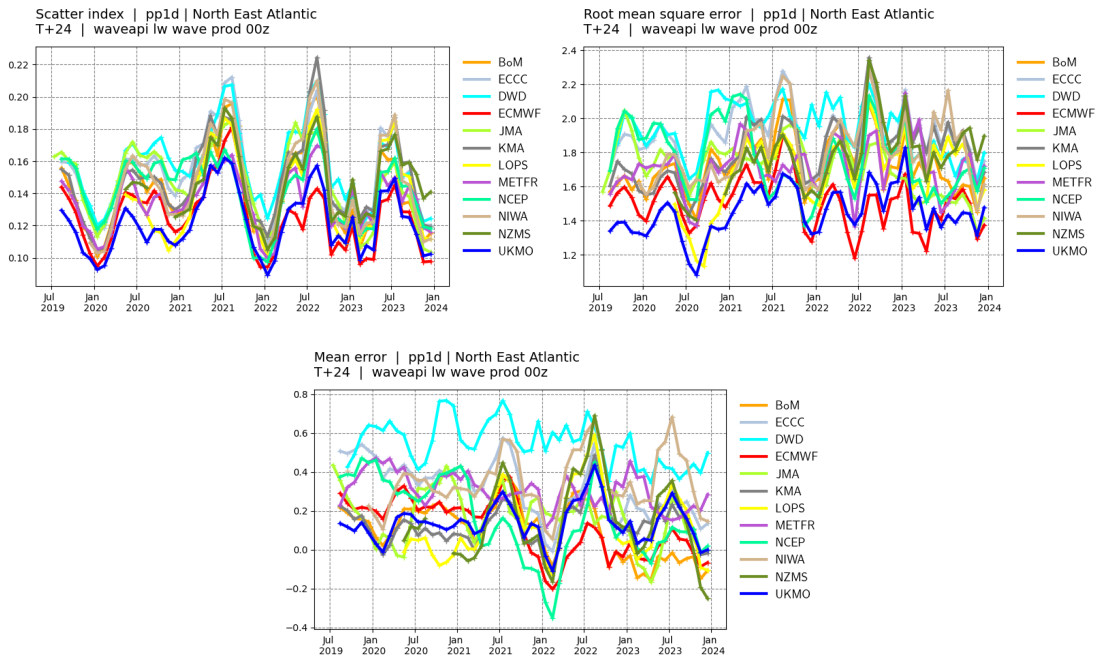 Scatter index | pp1d | North East Atlantic
T+24 | waveapi lw wave prod 00z
0.22
0.20
0.18
0.16
0.14
0.12
0.10
Jul 2019
Jan 2020
Jul 2020
Jan 2021
Jul 2021
Jan 2022
Jul 2022
Jan 2023
Jul 2023
Jan 2024
BoM
ECCC
DWD
ECMWF
JMA
KMA
LOPS
METFR
NCEP
NIWA
NZMS
UKMO
Root mean square error | pp1d | North East Atlantic
T+24 | waveapi lw wave prod 00z
2.4
2.2
2.0
1.8
1.6
1.4
1.2
Jul 2019
Jan 2020
Jul 2020
Jan 2021
Jul 2021
Jan 2022
Jul 2022
Jan 2023
Jul 2023
Jan 2024
BoM
ECCC
DWD
ECMWF
JMA
KMA
LOPS
METFR
NCEP
NIWA
NZMS
UKMO
Mean error | pp1d | North East Atlantic
T+24 | waveapi lw wave prod 00z
0.8
0.6
0.4
0.2
0.0
−0.2
−0.4
Jul 2019
Jan 2020
Jul 2020
Jan 2021
Jul 2021
Jan 2022
Jul 2022
Jan 2023
Jul 2023
Jan 2024
BoM
ECCC
DWD
ECMWF
JMA
KMA
LOPS
METFR
NCEP
NIWA
NZMS
UKMO